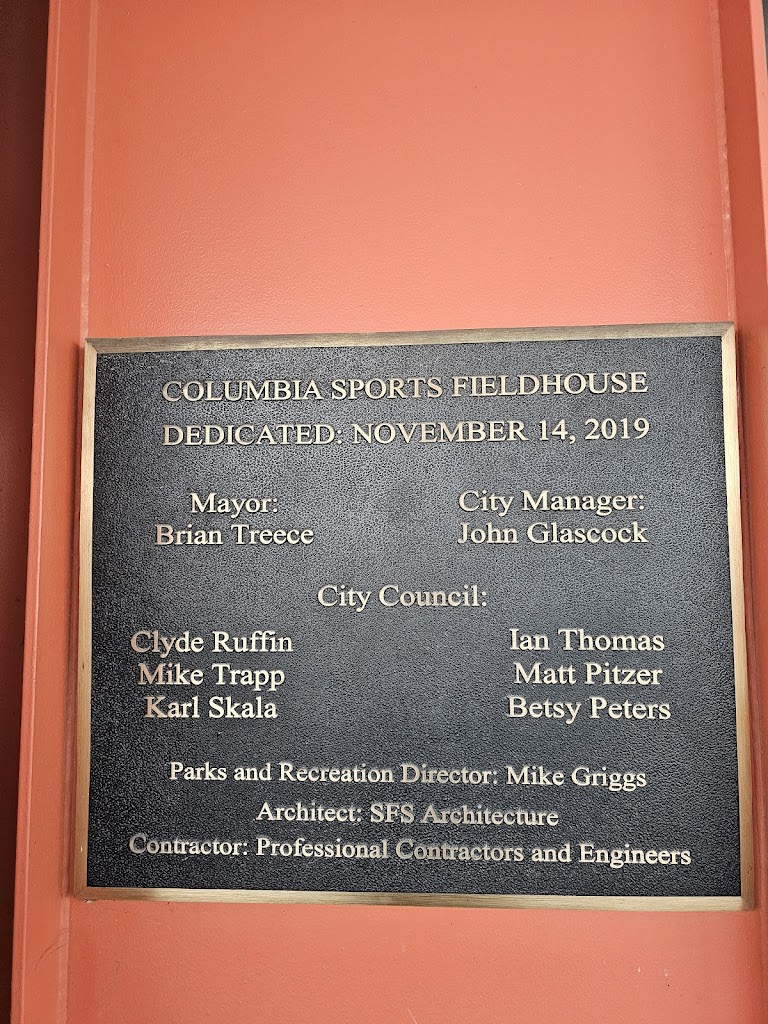 COLUMBIA SPORTS FIELDHOUSE
DEDICATED: NOVEMBER 14, 2019
Mayor:
Brian Treece
City Manager:
John Glascock
City Council:
Clyde Ruffin
Mike Trapp
Karl Skala
Ian Thomas
Matt Pitzer
Betsy Peters
Parks and Recreation Director: Mike Griggs
Architect: SFS Architecture
Contractor: Professional Contractors and Engineers